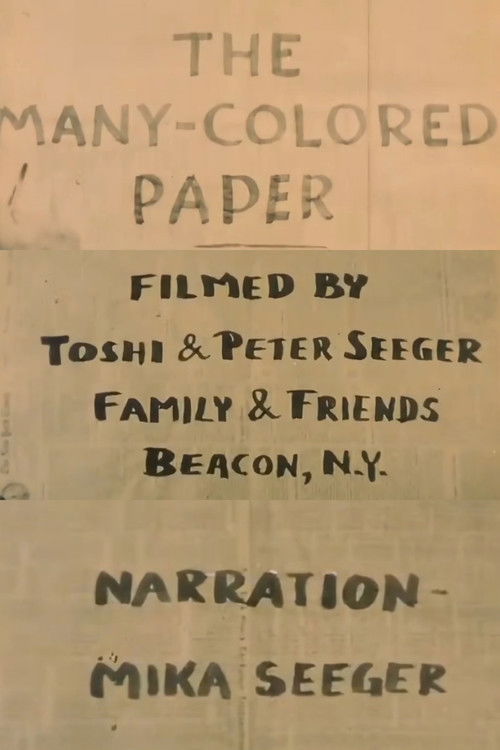 THE
MANY-COLORED
PAPER
FILMED BY
TOSHI & PETER SEEGER
FAMILY & FRIENDS
BEACON, N.Y.
NARRATION-
MIKA SEEGER